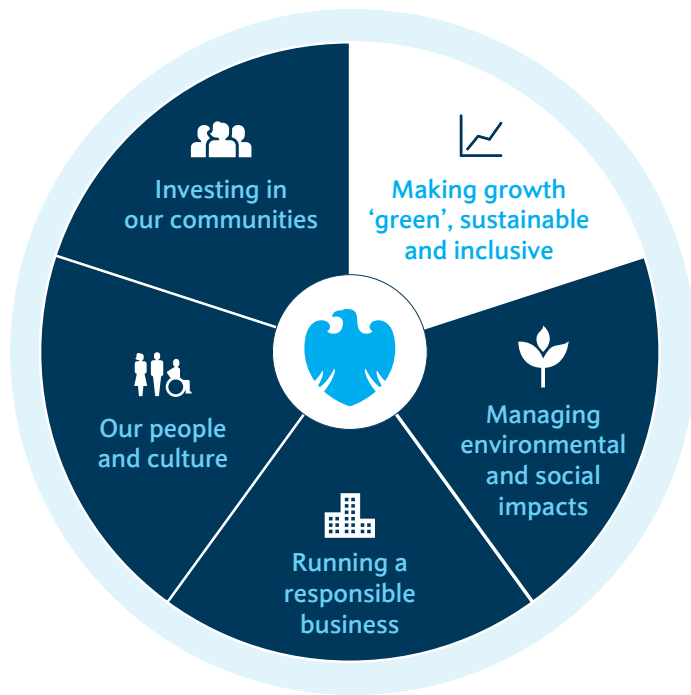 Investing in
our communities
Making growth
‘green’, sustainable
and inclusive
Our people
and culture
Managing
environmental
and social
impacts
Running a
responsible
business